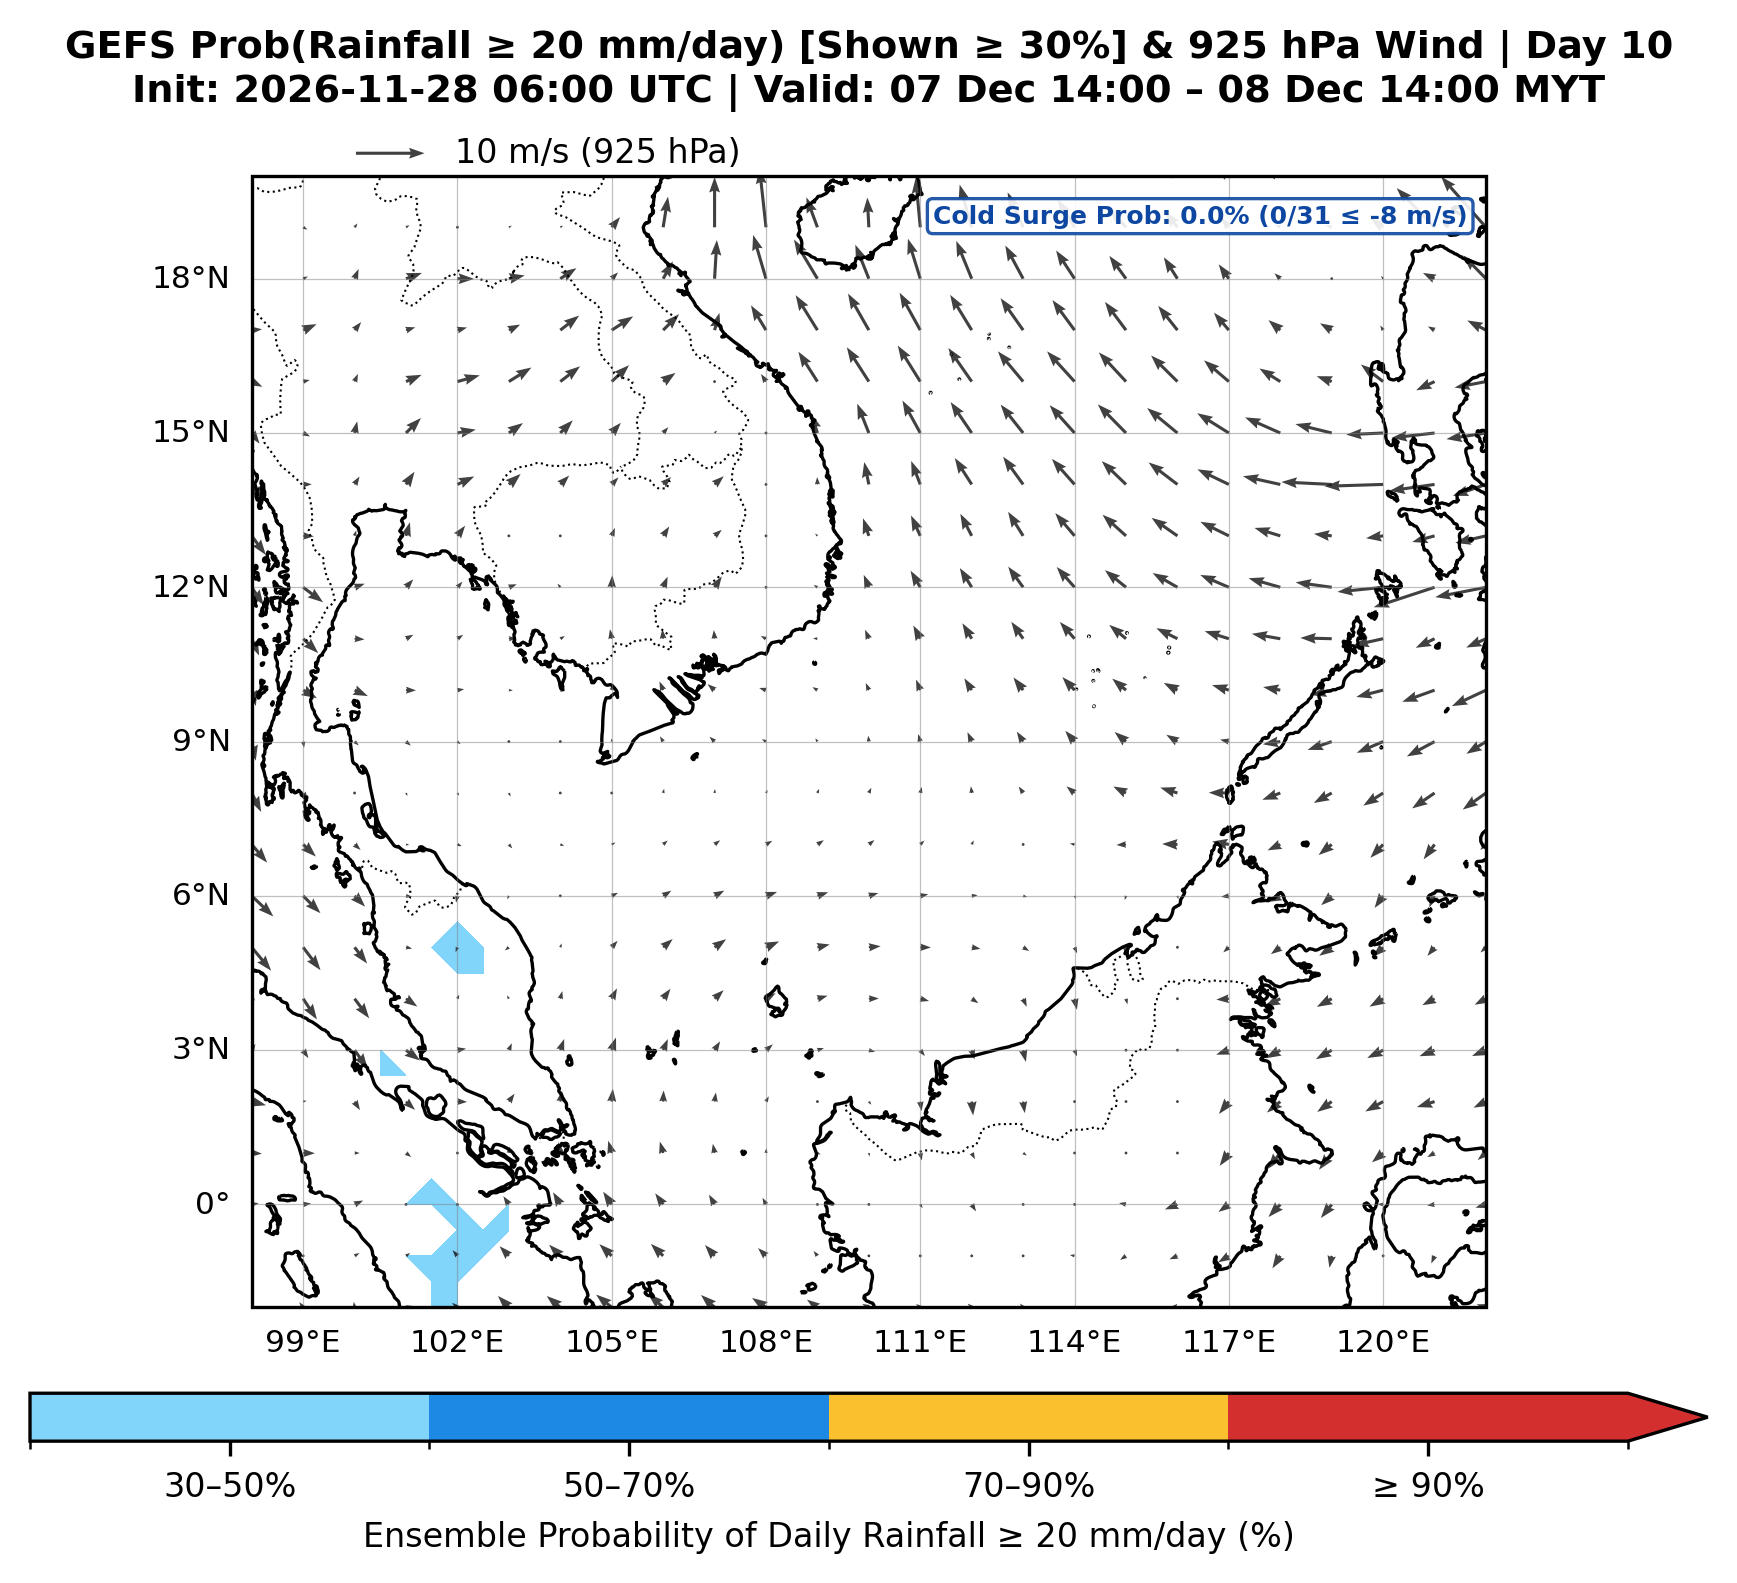 GEFS Prob(Rainfall ≥ 20 mm/day) [Shown ≥ 30%] & 925 hPa Wind | Day 10
Init: 2026-11-28 06:00 UTC | Valid: 07 Dec 14:00 – 08 Dec 14:00 MYT
10 m/s (925 hPa)
Cold Surge Prob: 0.0% (0/31 ≤ -8 m/s)
18°N
15°N
12°N
9°N
6°N
3°N
0°
99°E 102°E 105°E 108°E 111°E 114°E 117°E 120°E
30–50% 50–70% 70–90% ≥ 90%
Ensemble Probability of Daily Rainfall ≥ 20 mm/day (%)